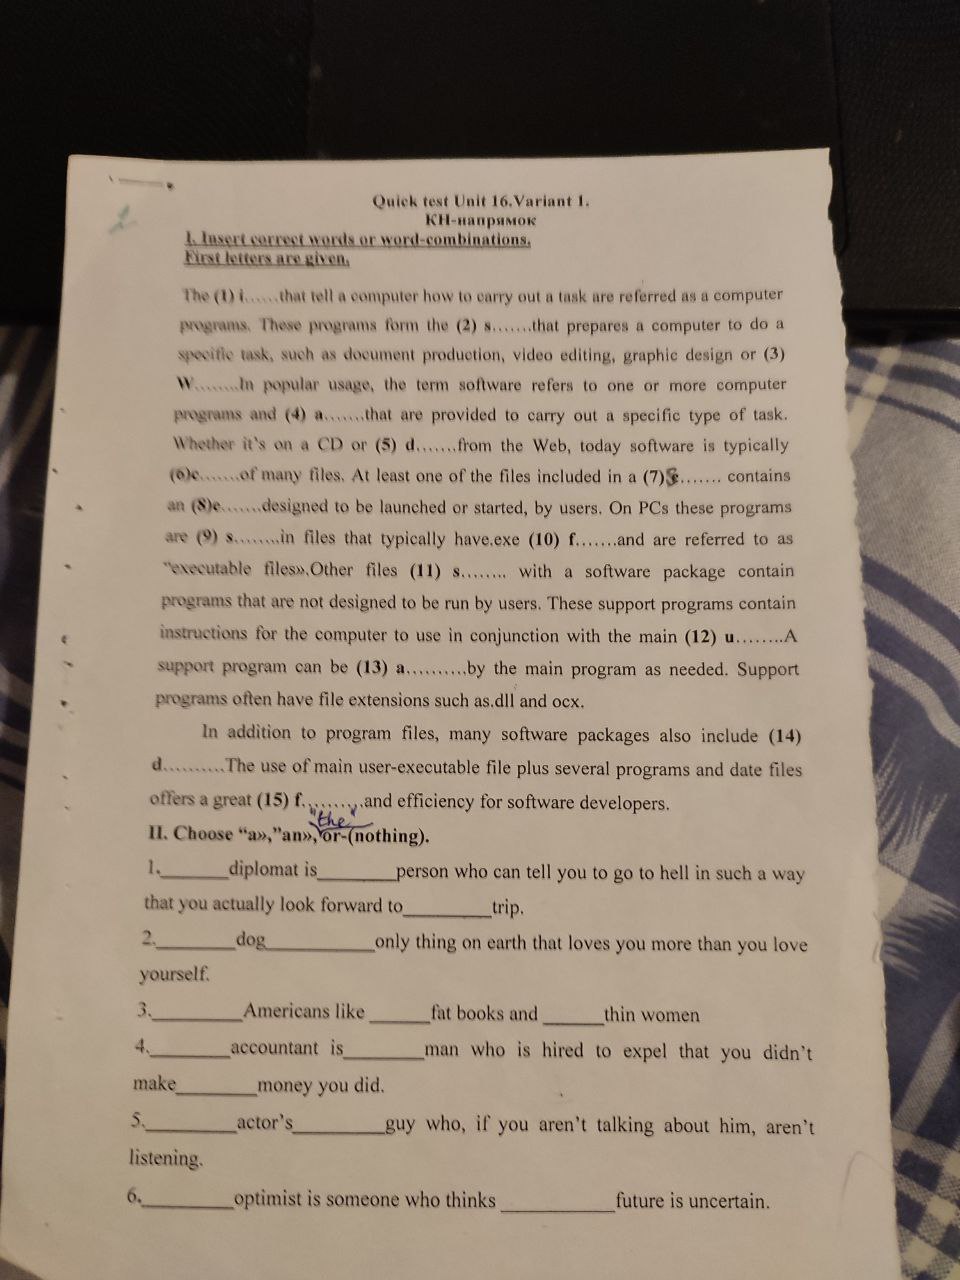 2
Quick test Unit 16.Variant 1.
КН-напрямок
I. Insert correct words or word-combinations.
First letters are given.
The (1) i……that tell a computer how to carry out a task are referred as a computer
programs. These programs form the (2) s…….that prepares a computer to do a
specific task, such as document production, video editing, graphic design or (3)
W……..In popular usage, the term software refers to one or more computer
programs and (4) a…….that are provided to carry out a specific type of task.
Whether it's on a CD or (5) d…….from the Web, today software is typically
(6)c…….of many files. At least one of the files included in a (7)s……. contains
an (8)e…….designed to be launched or started, by users. On PCs these programs
are (9) s……..in files that typically have.exe (10) f…….and are referred to as
"executable files».Other files (11) s…….. with a software package contain
programs that are not designed to be run by users. These support programs contain
instructions for the computer to use in conjunction with the main (12) u……..A
support program can be (13) a……….by the main program as needed. Support
programs often have file extensions such as.dll and ocx.
In addition to program files, many software packages also include (14)
d……….The use of main user-executable file plus several programs and date files
offers a great (15) f……….and efficiency for software developers.
"the"
II. Choose "a»,"an», or-(nothing).
1.________diplomat is_________person who can tell you to go to hell in such a way
that you actually look forward to__________trip.
2._________dog____________only thing on earth that loves you more than you love
yourself.
3.__________Americans like _______fat books and _______thin women
4._________accountant is_________man who is hired to expel that you didn't
make_________money you did.
5.__________actor's__________guy who, if you aren't talking about him, aren't
listening.
6.__________optimist is someone who thinks ____________future is uncertain.